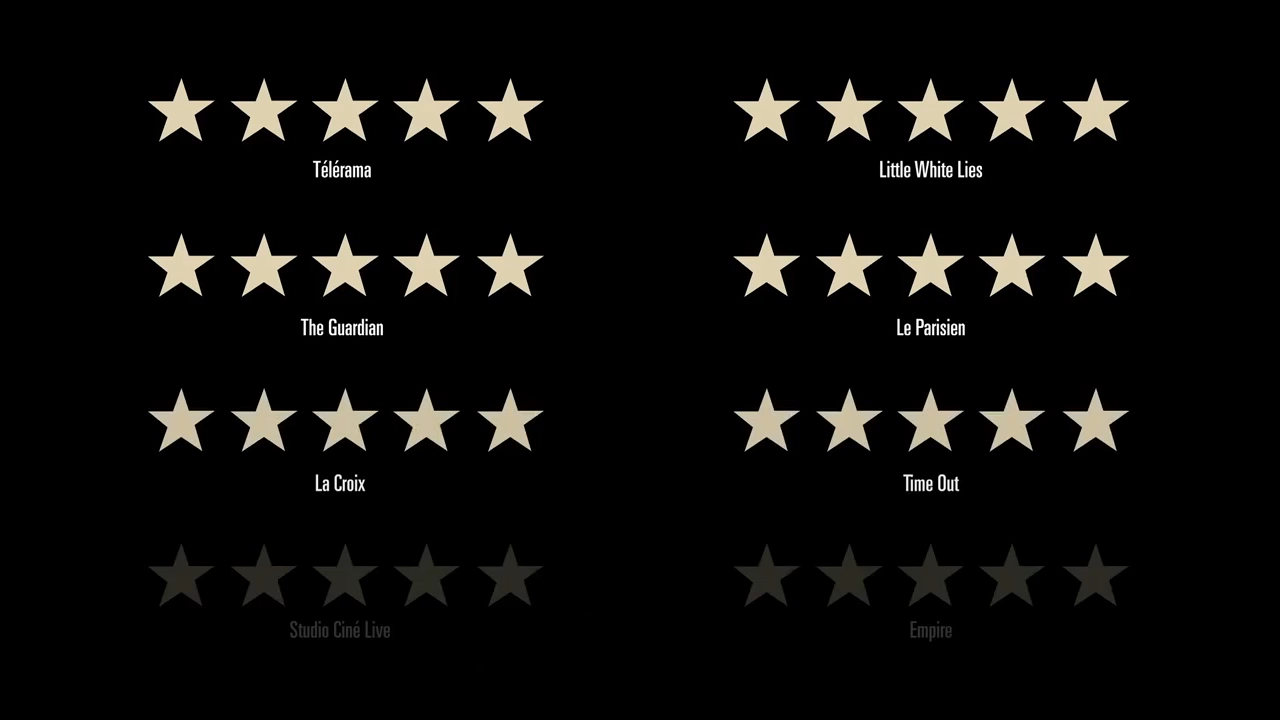 Télérama
Little White Lies
The Guardian
Le Parisien
La Croix
Time Out
Studio Ciné Live
Empire